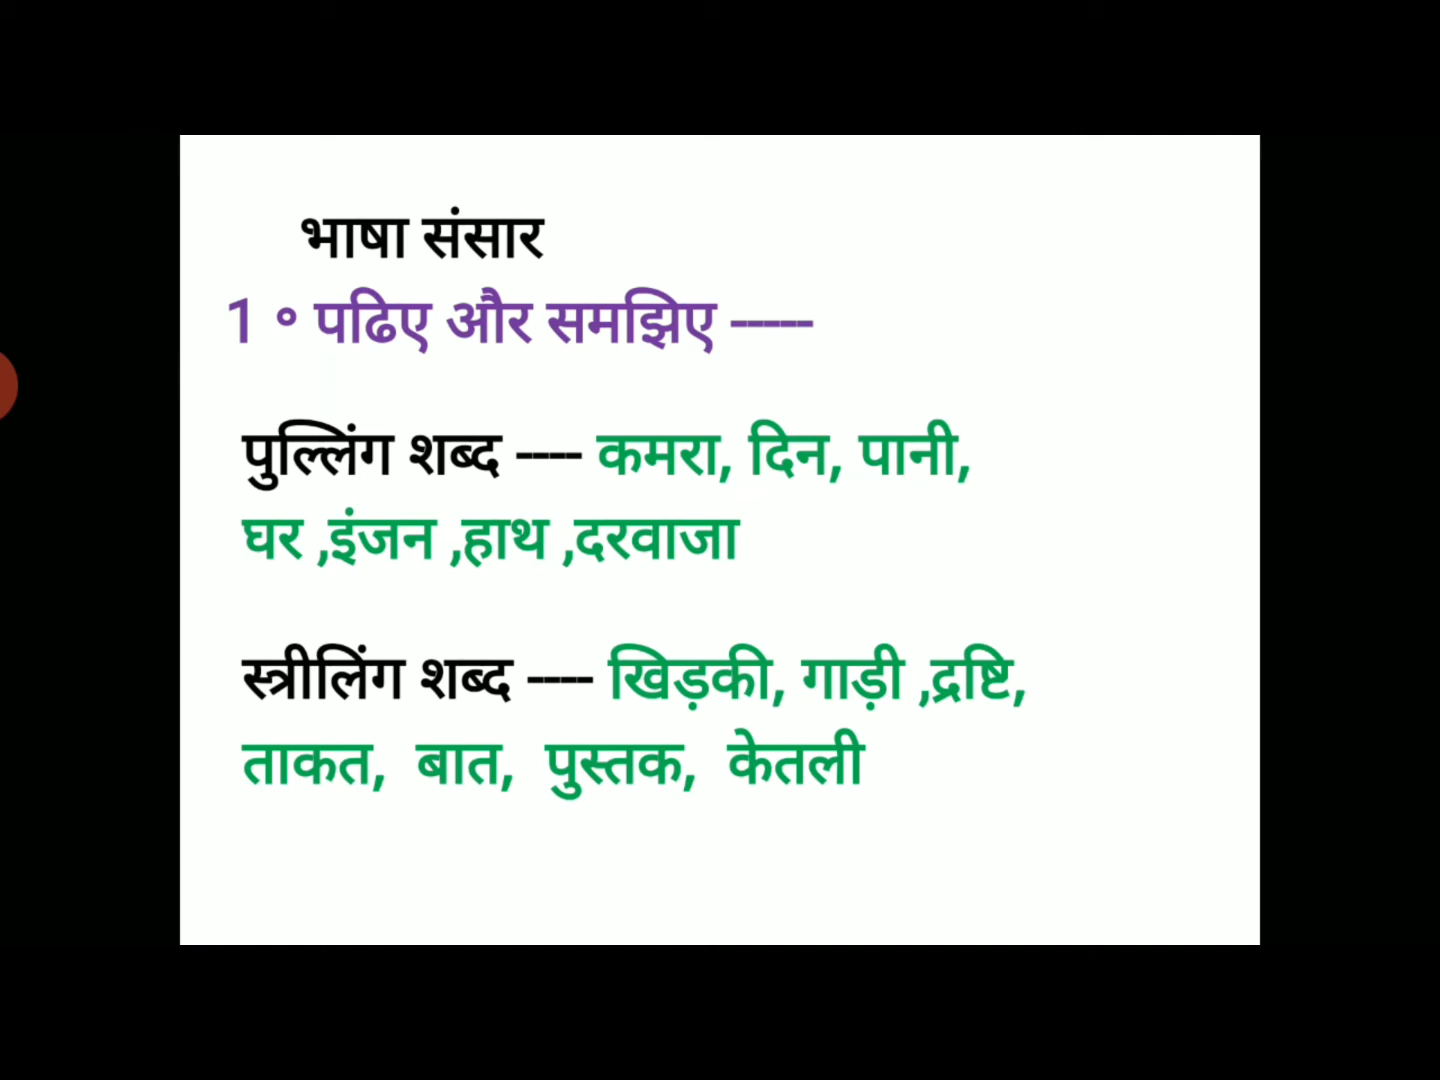 भाषा संसार
1 ° पढिए और समझिए -----
पुल्लिंग शब्द ---- कमरा, दिन, पानी,
घर ,इंजन ,हाथ ,दरवाजा
स्त्रीलिंग शब्द ---- खिड़की, गाड़ी ,द्रष्टि,
ताकत, बात, पुस्तक, केतली